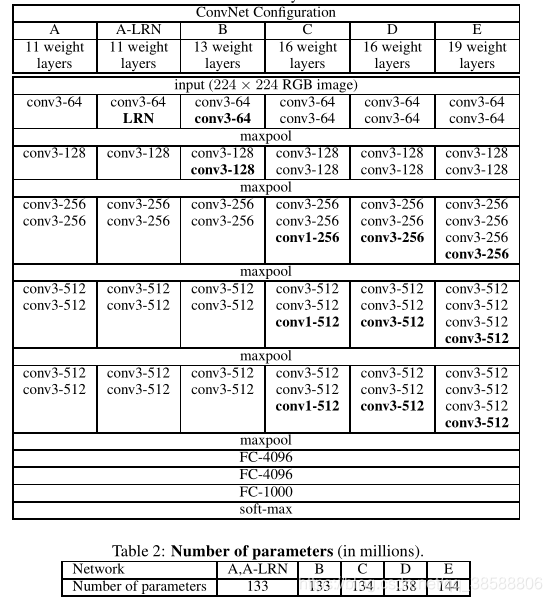 ConvNet Configuration
A A-LRN B C D E
11 weight 11 weight 13 weight 16 weight 16 weight 19 weight
layers layers layers layers layers layers
input (224 × 224 RGB image)
conv3-64 conv3-64 conv3-64 conv3-64 conv3-64 conv3-64
LRN conv3-64 conv3-64 conv3-64 conv3-64
maxpool
conv3-128 conv3-128 conv3-128 conv3-128 conv3-128 conv3-128
conv3-128 conv3-128 conv3-128 conv3-128
maxpool
conv3-256 conv3-256 conv3-256 conv3-256 conv3-256 conv3-256
conv3-256 conv3-256 conv3-256 conv3-256 conv3-256 conv3-256
conv1-256 conv3-256 conv3-256
conv3-256
maxpool
conv3-512 conv3-512 conv3-512 conv3-512 conv3-512 conv3-512
conv3-512 conv3-512 conv3-512 conv3-512 conv3-512 conv3-512
conv1-512 conv3-512 conv3-512
conv3-512
maxpool
conv3-512 conv3-512 conv3-512 conv3-512 conv3-512 conv3-512
conv3-512 conv3-512 conv3-512 conv3-512 conv3-512 conv3-512
conv1-512 conv3-512 conv3-512
conv3-512
maxpool
FC-4096
FC-4096
FC-1000
soft-max
Table 2: Number of parameters (in millions).
Network A,A-LRN B C D E
Number of parameters 133 133 134 138 144